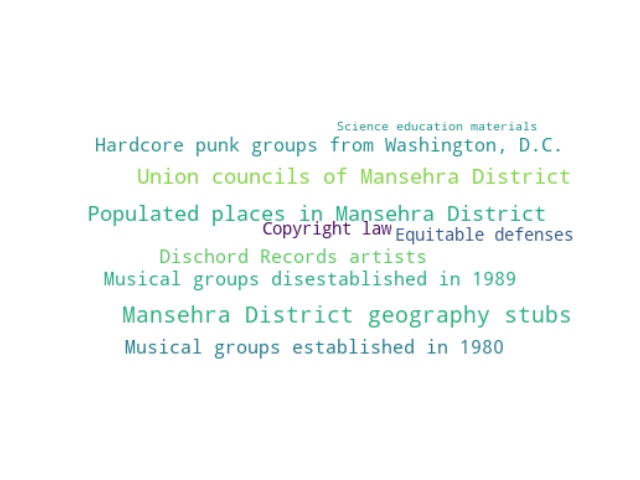 Science education materials
Hardcore punk groups from Washington, D.C.
Union councils of Mansehra District
Populated places in Mansehra District
Copyright law
Equitable defenses
Dischord Records artists
Musical groups disestablished in 1989
Mansehra District geography stubs
Musical groups established in 1980